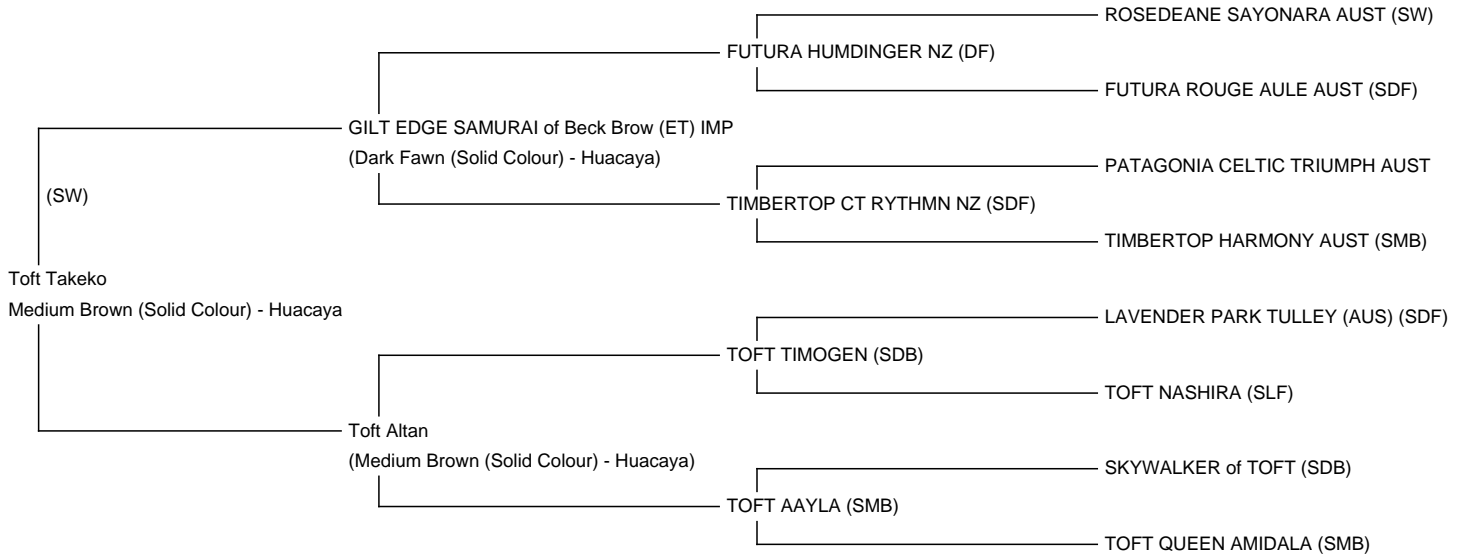 ROSEDEANE SAYONARA AUST (SW)
FUTURA HUMDINGER NZ (DF)
FUTURA ROUGE AULE AUST (SDF)
GILT EDGE SAMURAI of Beck Brow (ET) IMP
(Dark Fawn (Solid Colour) - Huacaya)
PATAGONIA CELTIC TRIUMPH AUST
(SW)
TIMBERTOP CT RYTHMN NZ (SDF)
TIMBERTOP HARMONY AUST (SMB)
Toft Takeko
Medium Brown (Solid Colour) - Huacaya
LAVENDER PARK TULLEY (AUS) (SDF)
TOFT TIMOGEN (SDB)
TOFT NASHIRA (SLF)
Toft Altan
(Medium Brown (Solid Colour) - Huacaya)
SKYWALKER of TOFT (SDB)
TOFT AAYLA (SMB)
TOFT QUEEN AMIDALA (SMB)